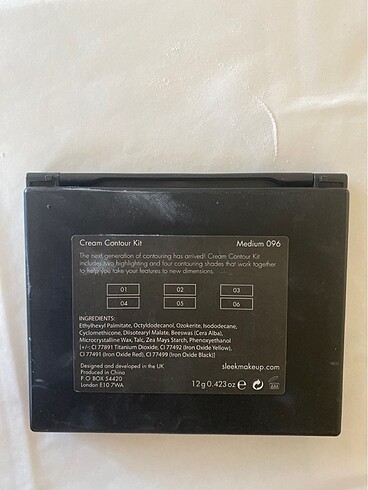 Cream Contour Kit Medium 096
The next generation of contouring has arrived! Cream Contour Kit
includes two highlighting and four contouring shades that work together
to help you take your features to new dimensions.
01 02 03
04 05 06
INGREDIENTS:
Ethylhexyl Palmitate, Octyldodecanol, Ozokerite, Isododecane,
Cyclomethicone, Diisotearyl Malate, Beeswax (Cera Alba),
Microcrystalline Wax, Talc, Zea Mays Starch, Phenoxyethanol
[+/-: CI 77891 Titanium Dioxide, CI 77492 (Iron Oxide Yellow),
CI 77491 (Iron Oxide Red), CI 77499 (Iron Oxide Black)]
Designed and developed in the UK sleekmakeup.com
Produced in China
P.O BOX 54420
London E10 7WA 12g 0.423oz e 6M